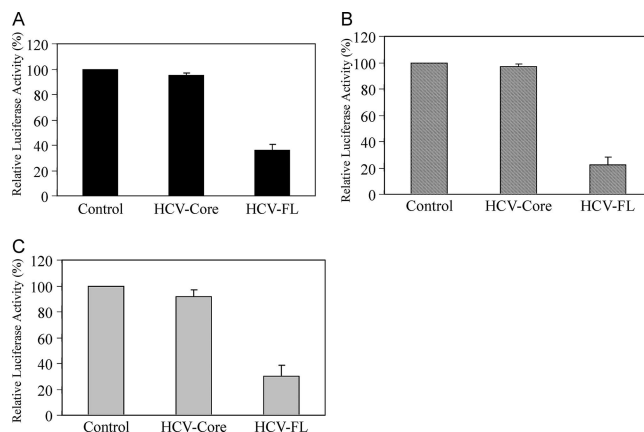 A
Relative Luciferase Activity (%)
120
100
80
60
40
20
0
Control HCV-Core HCV-FL
B
Relative Luciferase Activity (%)
120
100
80
60
40
20
0
Control HCV-Core HCV-FL
C
Relative Luciferase Activity (%)
120
100
80
60
40
20
0
Control HCV-Core HCV-FL